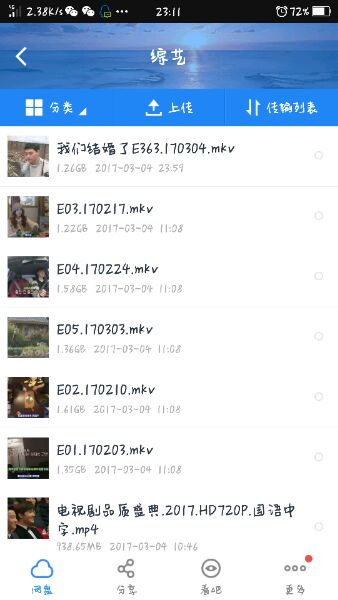 2.38K/s 23:11 72%
综艺
分类 上传 传输列表
我们结婚了E363.170304.mkv
1.26GB 2017-03-04 23:59
E03.170217.mkv
1.22GB 2017-03-04 11:08
E04.170224.mkv
1.58GB 2017-03-04 11:08
E05.170303.mkv
1.36GB 2017-03-04 11:08
E02.170210.mkv
1.61GB 2017-03-04 11:08
E01.170203.mkv
1.35GB 2017-03-04 11:08
电视剧品质盛典.2017.HD720P.国语中
字.mp4
938.65MB 2017-03-04 10:46
网盘 分享 看吧 更多